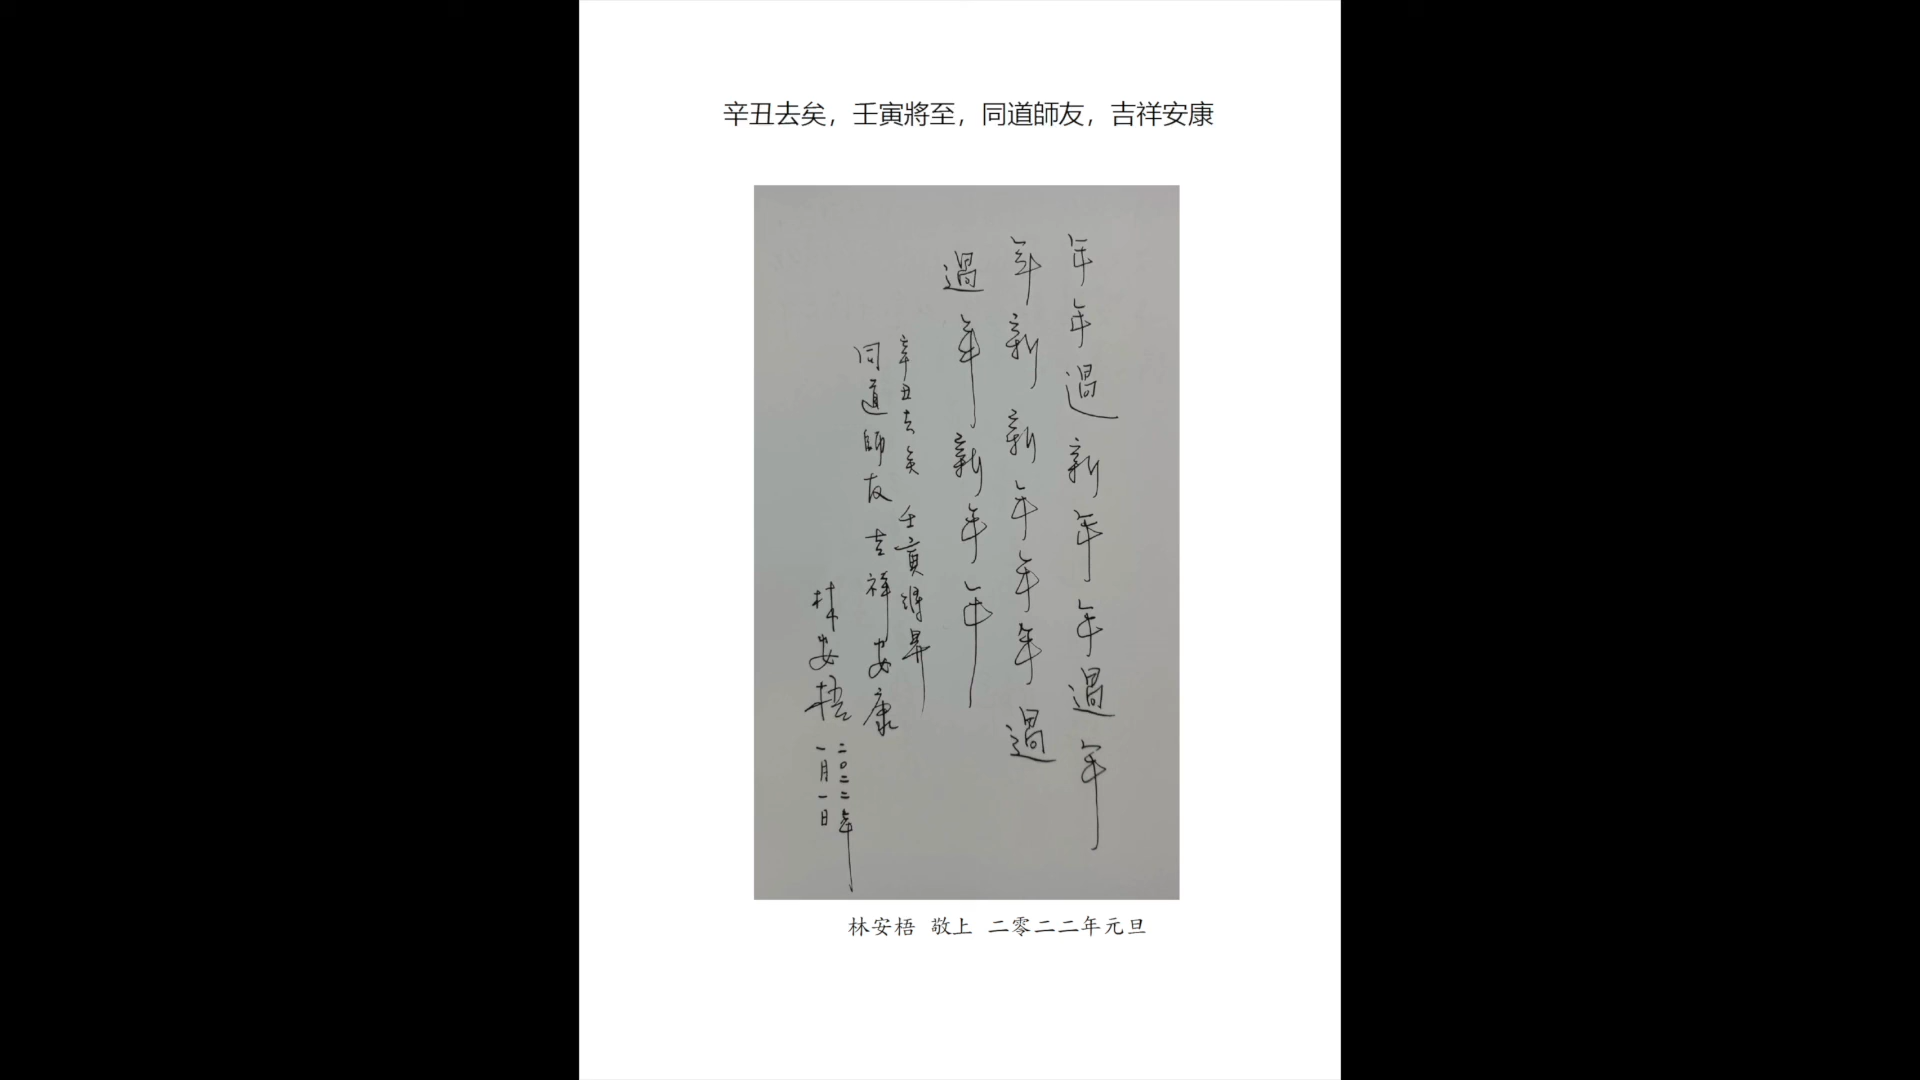 辛丑去矣，壬寅將至，同道師友，吉祥安康
年年過新年年過年
年新新年年年過
過年新年年
辛丑去矣 壬寅將昇
同道師友 吉祥安康
林安梧
二〇二二年
一月一日
林安梧 敬上 二零二二年元旦